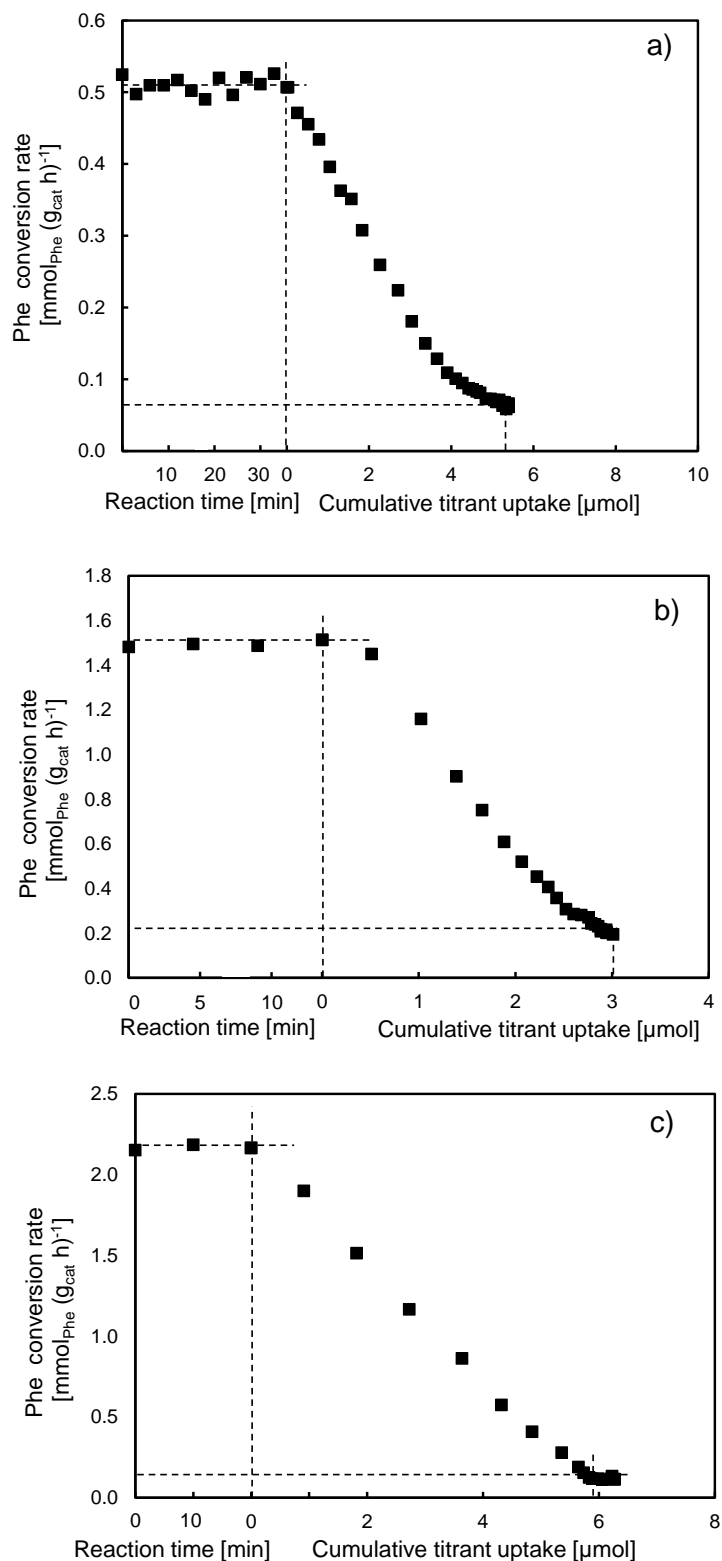 a)
0.6
0.5
0.4
0.3
0.2
0.1
0.0
Phe conversion rate
[mmolPhe (gcat h)-1]
10 20 30 0 2 4 6 8 10
Reaction time [min] Cumulative titrant uptake [µmol]
b)
1.8
1.6
1.4
1.2
1.0
0.8
0.6
0.4
0.2
0.0
Phe conversion rate
[mmolPhe (gcat h)-1]
0 5 10 0 1 2 3 4
Reaction time [min] Cumulative titrant uptake [µmol]
c)
2.5
2.0
1.5
1.0
0.5
0.0
Phe conversion rate
[mmolPhe (gcat h)-1]
0 10 0 2 4 6 8
Reaction time [min] Cumulative titrant uptake [µmol]